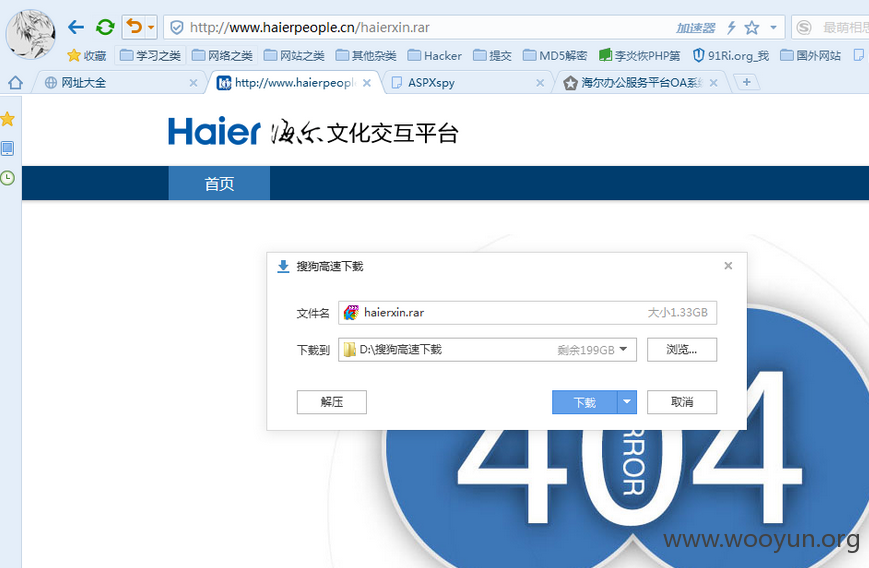 http://www.haierpeople.cn/haierxin.rar 加速器
收藏 学习之类 网络之类 网站之类 其他杂类 Hacker 提交 MD5解密 李炎恢PHP第 91Ri.org_我 国外网站
网址大全 http://www.haierpeopl ASPXspy 海尔办公服务平台OA系
Haier 海尔 文化交互平台
首页
搜狗高速下载
文件名 haierxin.rar 大小1.33GB
下载到 D:\搜狗高速下载 剩余199GB 浏览...
解压 下载 取消
404
ERROR
www.wooyun.org